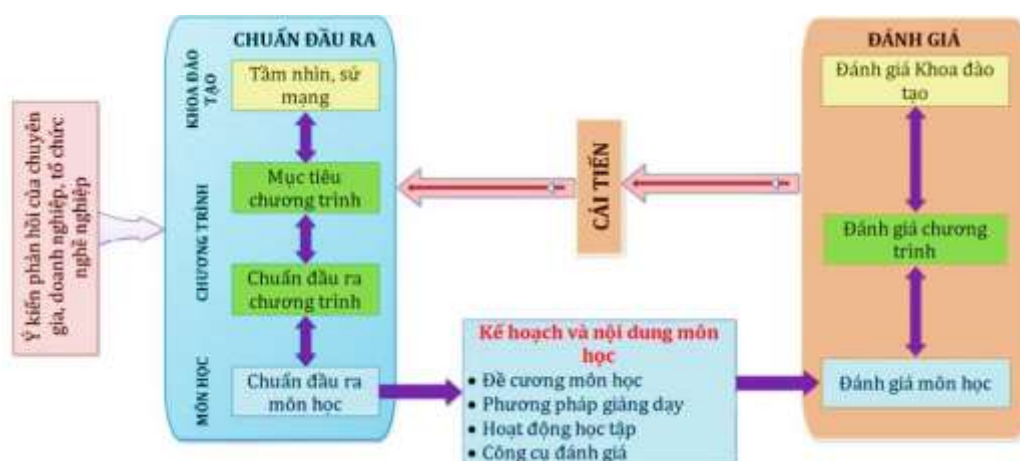 Ý kiến phản hồi của chuyên
gia, doanh nghiệp, tổ chức
nghề nghiệp
CHUẨN ĐẦU RA
KHOA ĐÀO
TẠO
Tầm nhìn, sứ
mạng
CHƯƠNG TRÌNH
Mục tiêu
chương trình
Chuẩn đầu ra
chương trình
MÔN HỌC
Chuẩn đầu ra
môn học
CẢI TIẾN
Kế hoạch và nội dung môn
học
• Đề cương môn học
• Phương pháp giảng dạy
• Hoạt động học tập
• Công cụ đánh giá
ĐÁNH GIÁ
Đánh giá Khoa đào
tạo
Đánh giá chương
trình
Đánh giá môn học